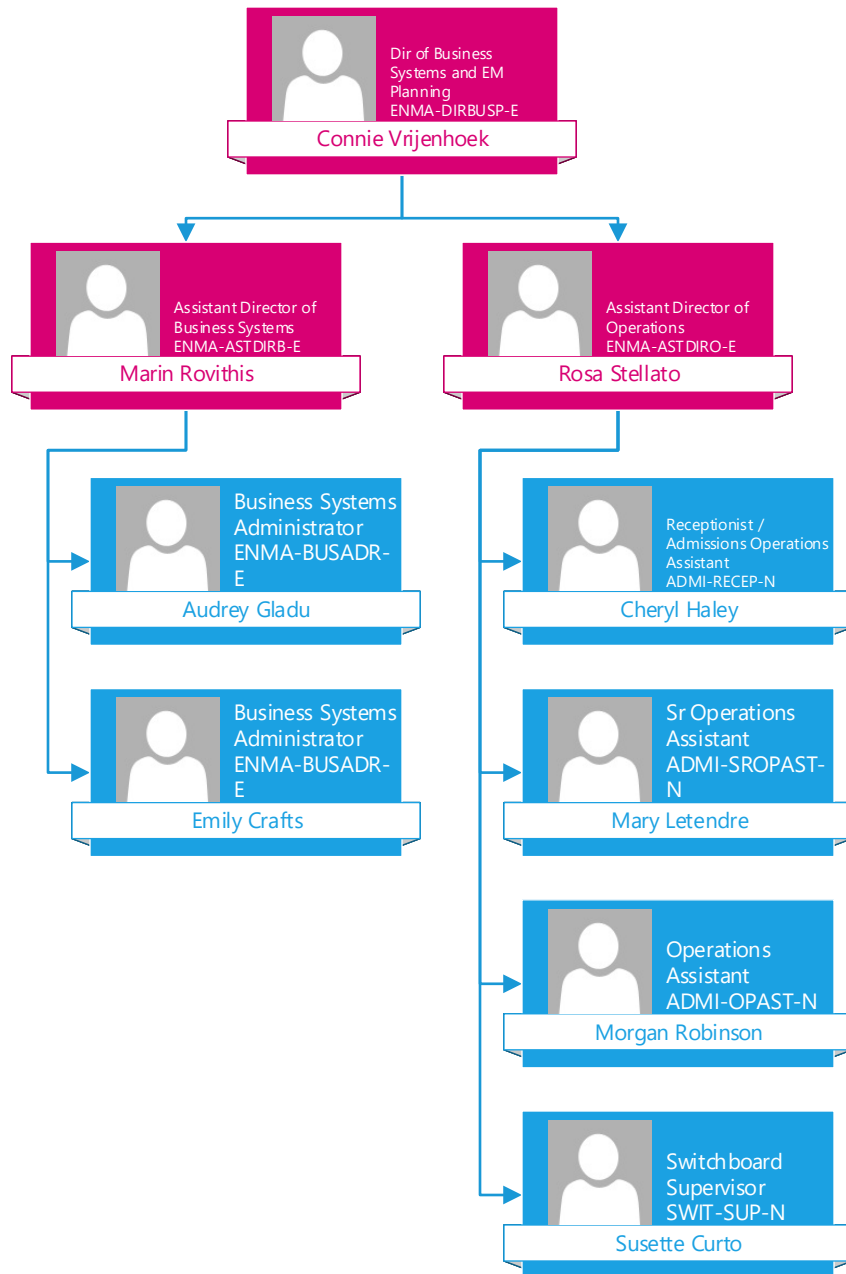 Dir of Business
Systems and EM
Planning
ENMA-DIRBUSP-E
Connie Vrijenhoek
Assistant Director of
Business Systems
ENMA-ASTDIRB-E
Marin Rovithis
Assistant Director of
Operations
ENMA-ASTDIRO-E
Rosa Stellato
Business Systems
Administrator
ENMA-BUSADR-
E
Audrey Gladu
Business Systems
Administrator
ENMA-BUSADR-
E
Emily Crafts
Receptionist /
Admissions Operations
Assistant
ADMI-RECEP-N
Cheryl Haley
Sr Operations
Assistant
ADMI-SROPAST-
N
Mary Letendre
Operations
Assistant
ADMI-OPAST-N
Morgan Robinson
Switchboard
Supervisor
SWIT-SUP-N
Susette Curto